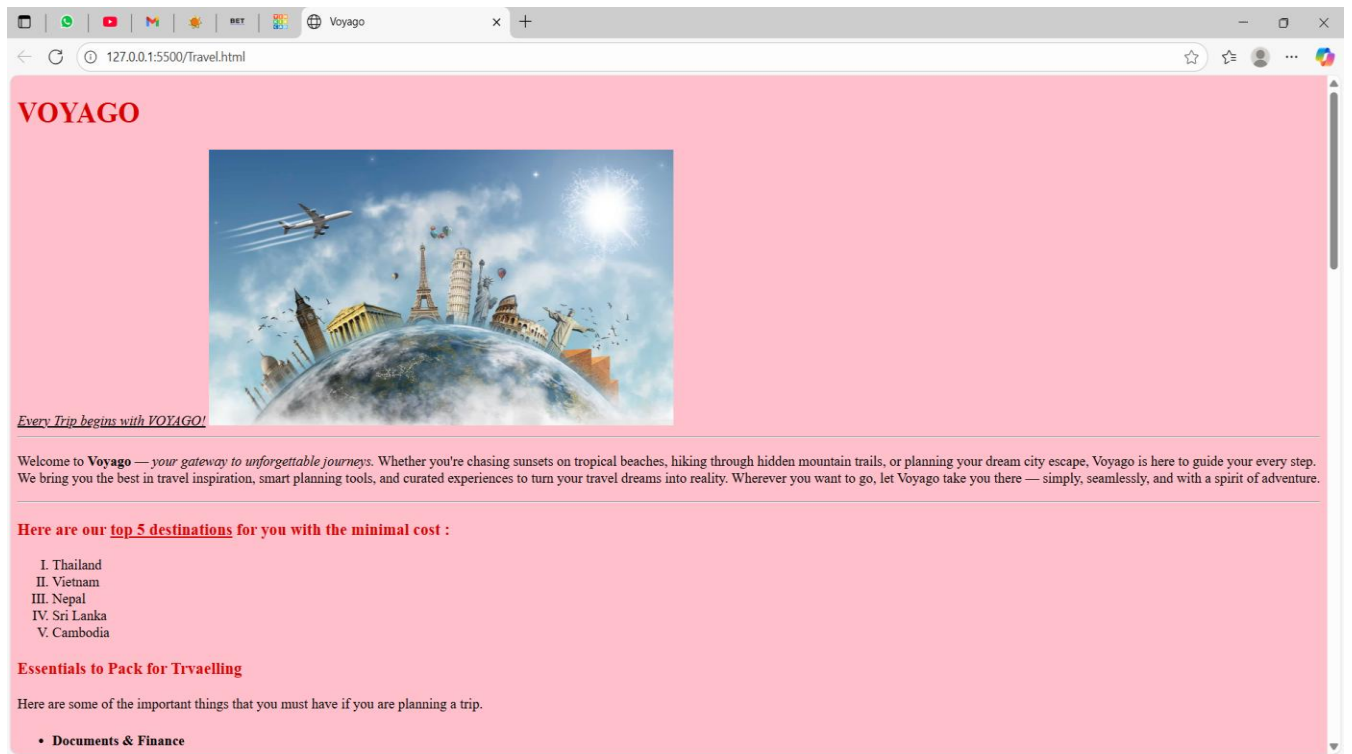 BET
Voyago
127.0.0.1:5500/Travel.html
VOYAGO
Every Trip begins with VOYAGO!
Welcome to Voyago — your gateway to unforgettable journeys. Whether you're chasing sunsets on tropical beaches, hiking through hidden mountain trails, or planning your dream city escape, Voyago is here to guide your every step.
We bring you the best in travel inspiration, smart planning tools, and curated experiences to turn your travel dreams into reality. Wherever you want to go, let Voyago take you there — simply, seamlessly, and with a spirit of adventure.
Here are our top 5 destinations for you with the minimal cost :
I. Thailand
II. Vietnam
III. Nepal
IV. Sri Lanka
V. Cambodia
Essentials to Pack for Trvaelling
Here are some of the important things that you must have if you are planning a trip.
• Documents & Finance